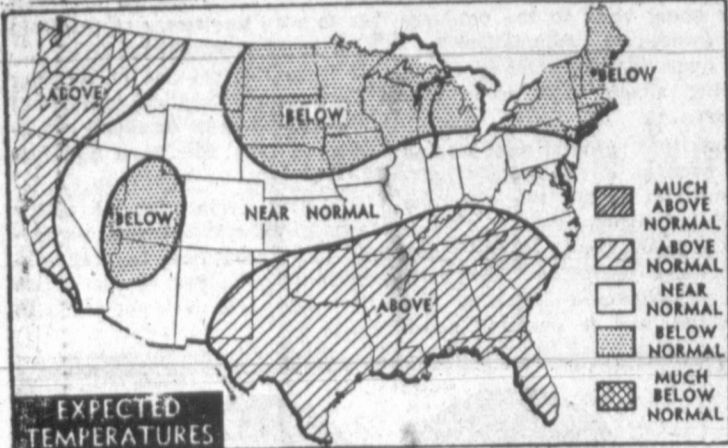 ABOVE
BELOW
BELOW
BELOW
NEAR NORMAL
ABOVE
MUCH
ABOVE
NORMAL
ABOVE
NORMAL
NEAR
NORMAL
BELOW
NORMAL
MUCH
BELOW
NORMAL
EXPECTED
TEMPERATURES